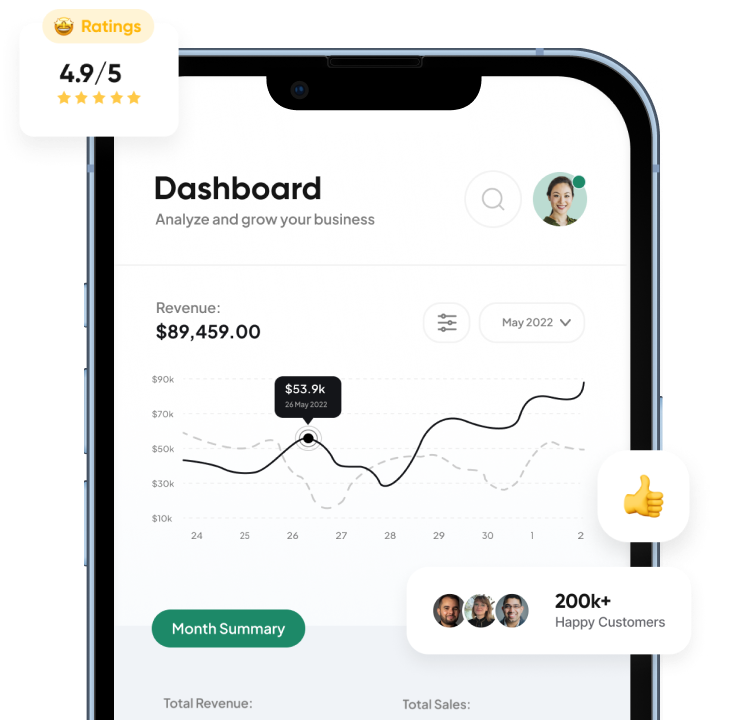 Ratings
4.9/5
Dashboard
Analyze and grow your business
Revenue:
$89,459.00
May 2022
$90k
$70k
$50k
$30k
$10k
$53.9k
26 May 2022
24 25 26 27 28 29 30 1 2
200k+
Happy Customers
Month Summary
Total Revenue: Total Sales: